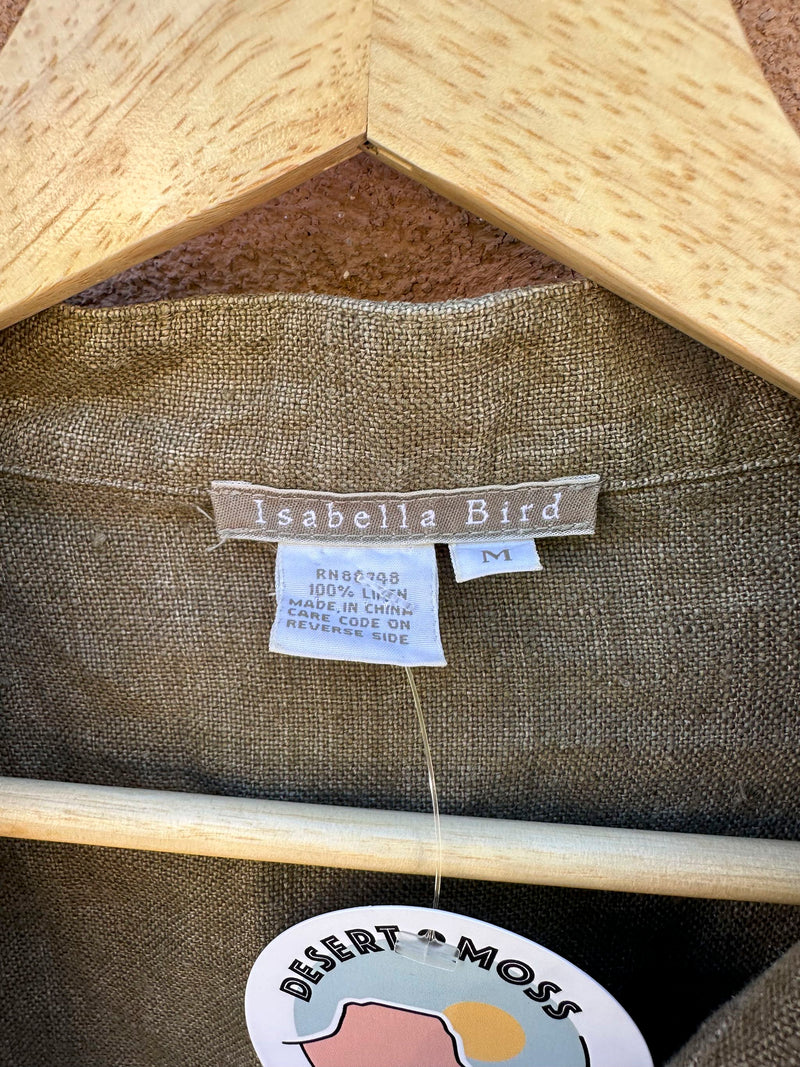 Isabella Bird
M
100% LINEN
MADE IN CHINA
CARE CODE ON
REVERSE SIDE
DESERT MOSS